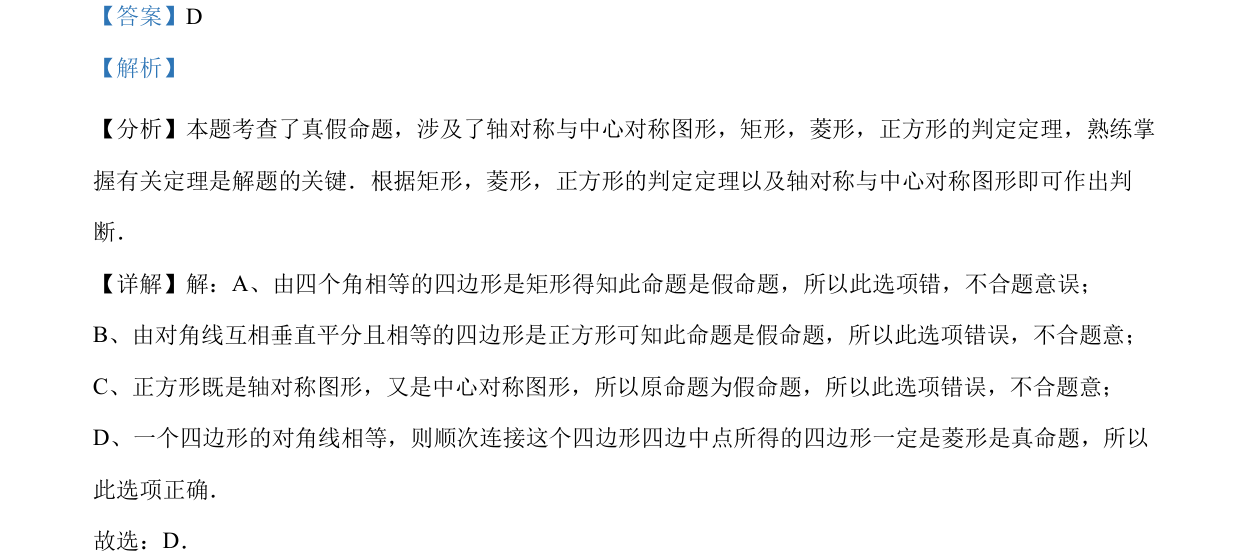 【答案】D
【解析】
【分析】本题考查了真假命题，涉及了轴对称与中心对称图形，矩形，菱形，正方形的判定定理，熟练掌
握有关定理是解题的关键．根据矩形，菱形，正方形的判定定理以及轴对称与中心对称图形即可作出判
断．
【详解】解：A、由四个角相等的四边形是矩形得知此命题是假命题，所以此选项错，不合题意误；
B、由对角线互相垂直平分且相等的四边形是正方形可知此命题是假命题，所以此选项错误，不合题意；
C、正方形既是轴对称图形，又是中心对称图形，所以原命题为假命题，所以此选项错误，不合题意；
D、一个四边形的对角线相等，则顺次连接这个四边形四边中点所得的四边形一定是菱形是真命题，所以
此选项正确．
故选：D．